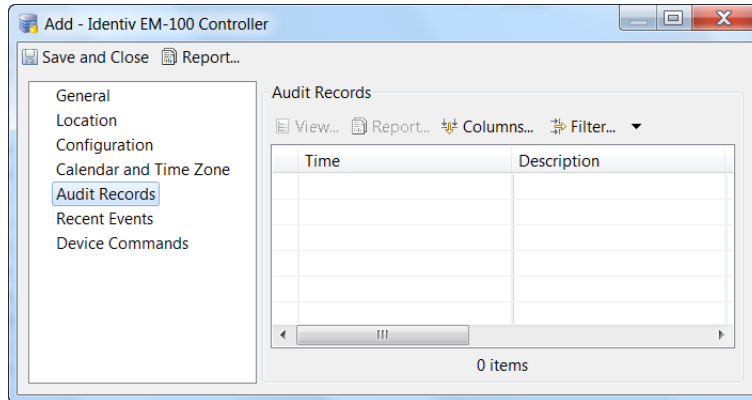 Add - Identiv EM-100 Controller
Save and Close Report...
General
Location
Configuration
Calendar and Time Zone
Audit Records
Recent Events
Device Commands
Audit Records
View... Report... Columns... Filter...
Time Description
0 items